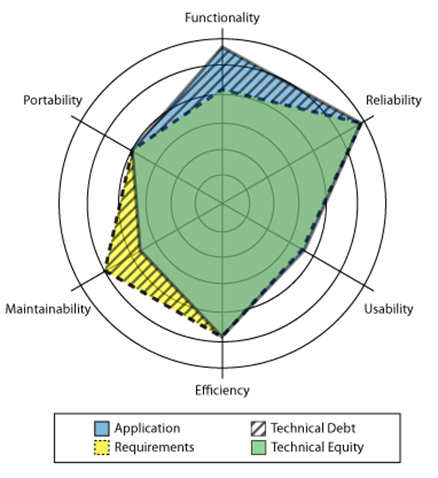 Functionality
Portability
Reliability
Maintainability
Usability
Efficiency
Application
Technical Debt
Requirements
Technical Equity